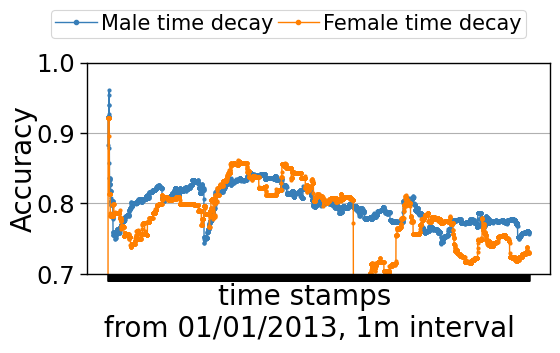 Male time decay Female time decay
1.0
0.9
0.8
0.7
Accuracy
time stamps
from 01/01/2013, 1m interval